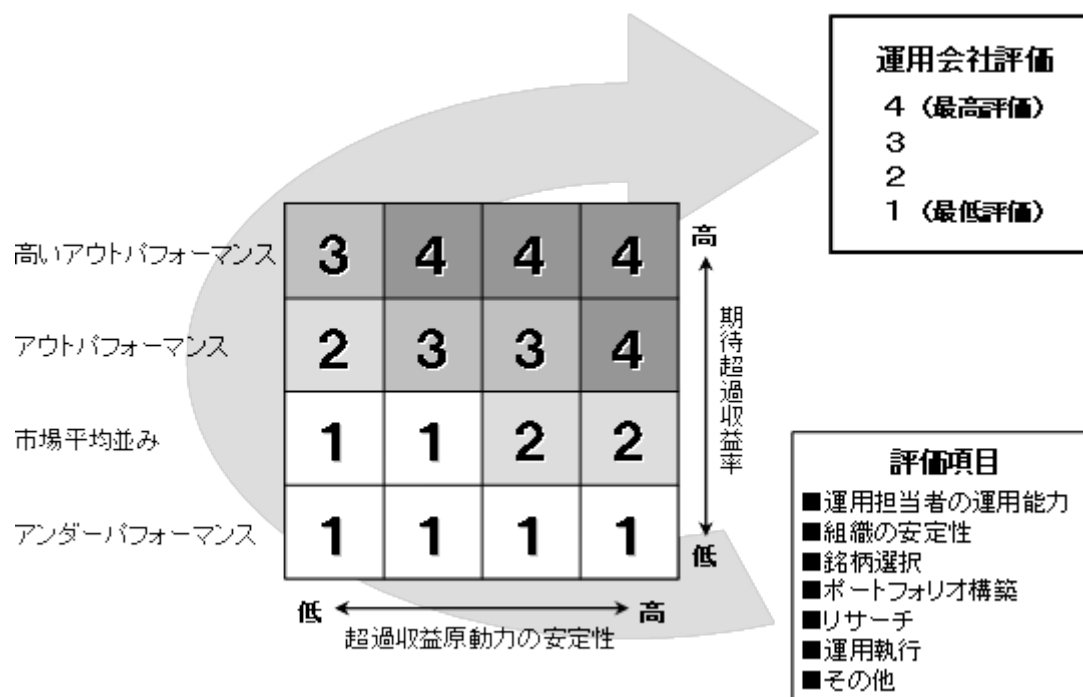 運用会社評価
4 (最高評価)
3
2
1 (最低評価)
高いアウトパフォーマンス 3 4 4 4 高
アウトパフォーマンス 2 3 3 4
市場平均並み 1 1 2 2
アンダーパフォーマンス 1 1 1 1 低
期待超過収益率
低 高
超過収益原動力の安定性
評価項目
■運用担当者の運用能力
■組織の安定性
■銘柄選択
■ポートフォリオ構築
■リサーチ
■運用執行
■その他